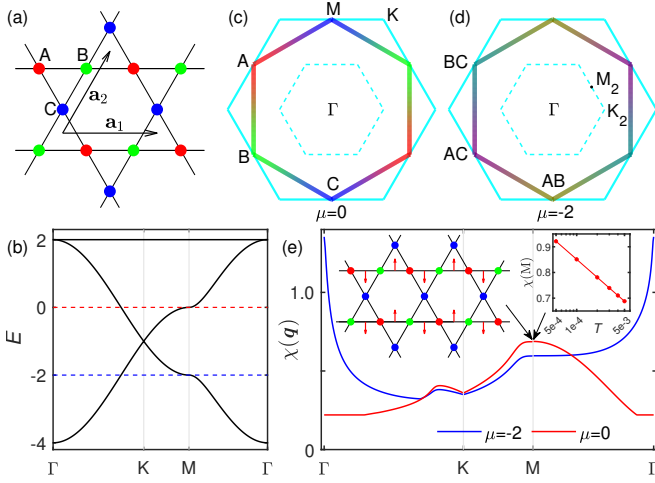 (a)
A
B
C
a₁
a₂
(b)
E
2
0
-2
-4
Γ
K
M
Γ
(c)
M
K
A
Γ
B
C
μ=0
(d)
BC
M₂
Γ
K₂
AC
AB
μ=-2
(e)
χ(q)
1.0
0
Γ
K
M
Γ
μ=-2
μ=0
χ(M)
0.9
0.8
0.7
5e-4
1e-4
T
5e-3